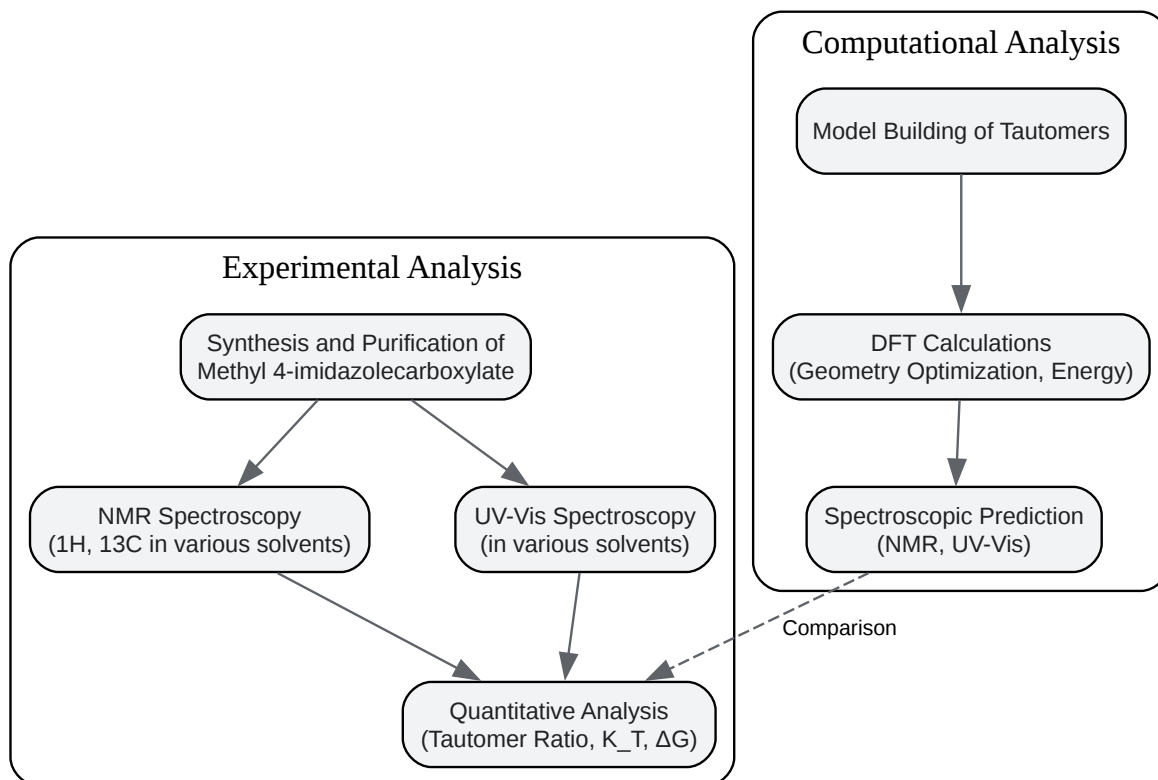 Computational Analysis
Model Building of Tautomers
Experimental Analysis
Synthesis and Purification of
Methyl 4-imidazolecarboxylate
DFT Calculations
(Geometry Optimization, Energy)
NMR Spectroscopy
(1H, 13C in various solvents)
UV-Vis Spectroscopy
(in various solvents)
Spectroscopic Prediction
(NMR, UV-Vis)
Comparison
Quantitative Analysis
(Tautomer Ratio, K_T, ΔG)